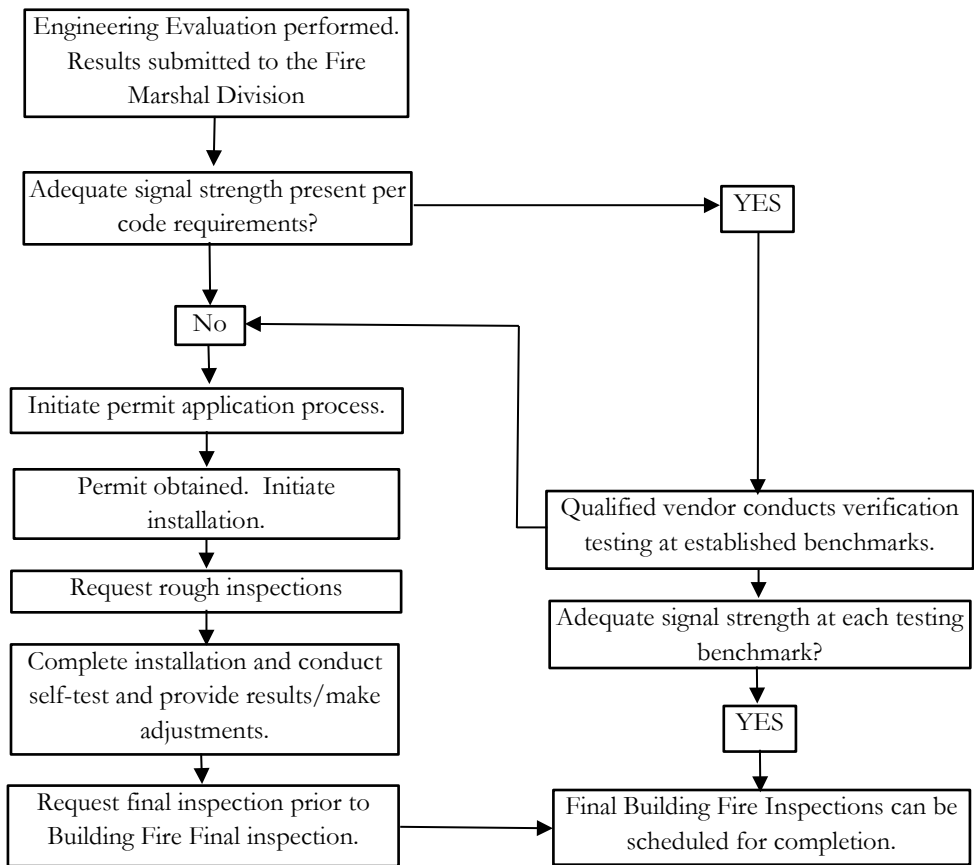 Engineering Evaluation performed.
Results submitted to the Fire
Marshal Division
Adequate signal strength present per
code requirements?
YES
No
Initiate permit application process.
Permit obtained.  Initiate
installation.
Qualified vendor conducts verification
testing at established benchmarks.
Request rough inspections
Adequate signal strength at each testing
benchmark?
Complete installation and conduct
self-test and provide results/make
adjustments.
YES
Request final inspection prior to
Building Fire Final inspection.
Final Building Fire Inspections can be
scheduled for completion.